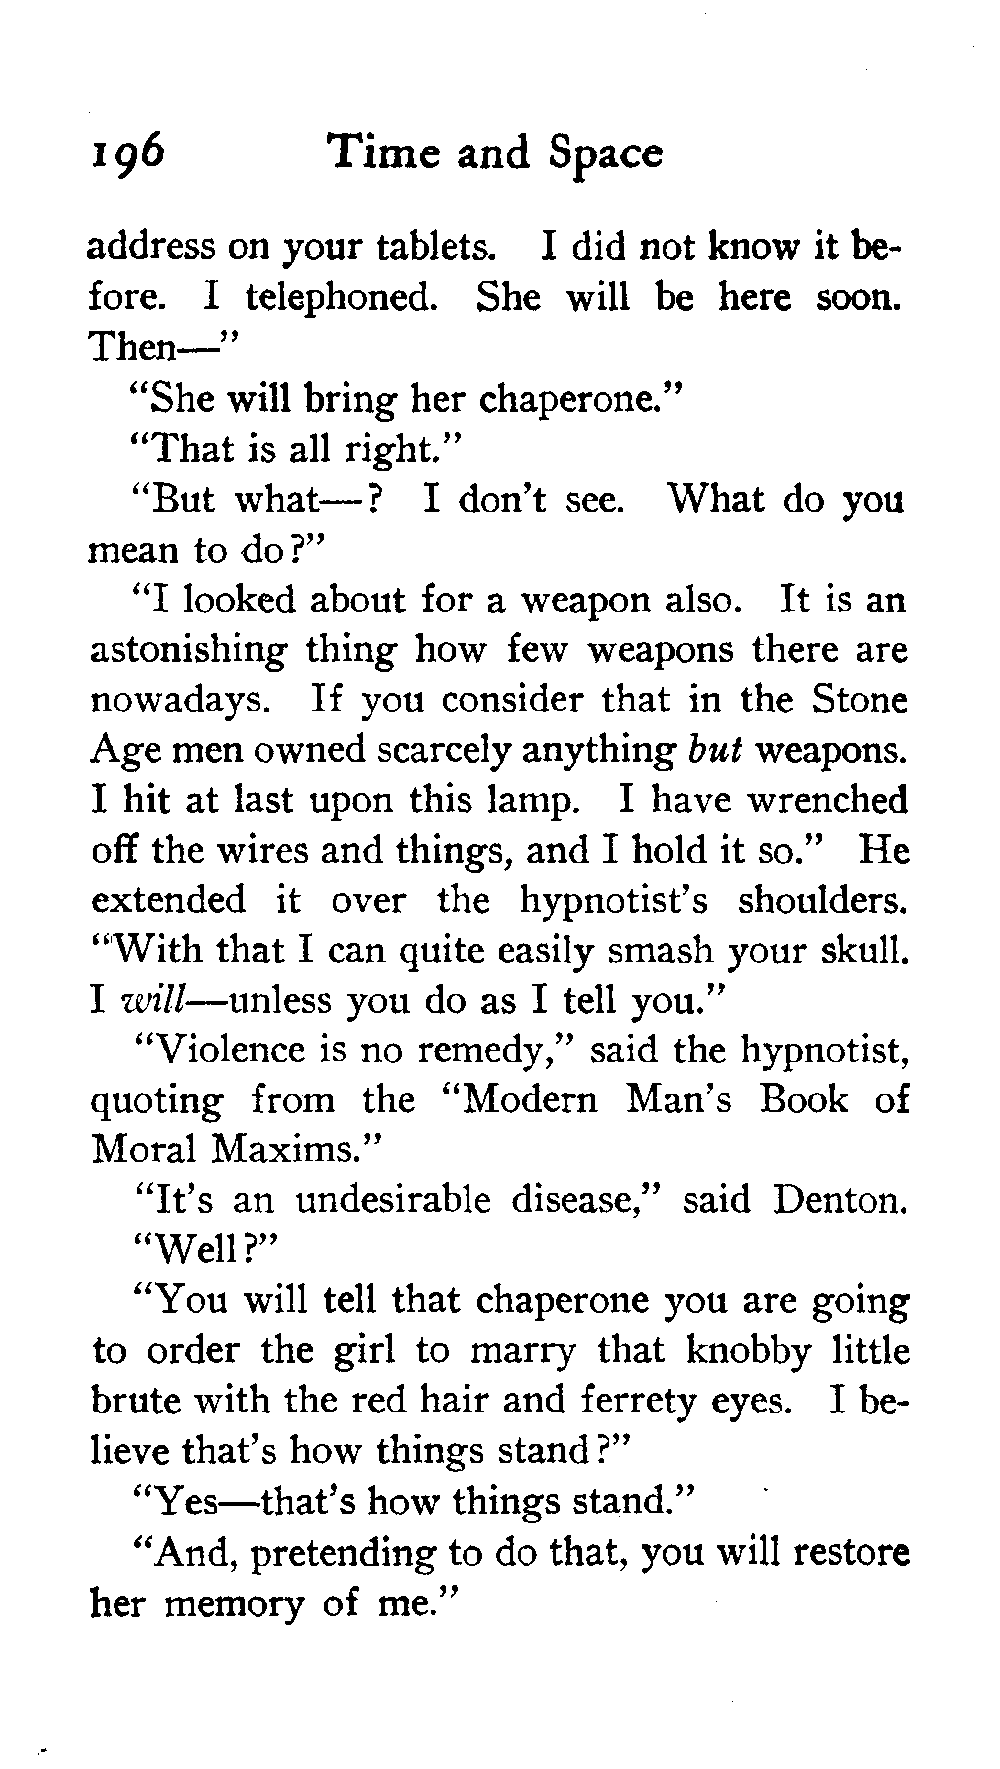 196 Time and Space
address on your tablets. I did not know it be-
fore. I telephoned. She will be here soon.
Then—"
"She will bring her chaperone."
"That is all right."
"But what—? I don't see. What do you
mean to do?"
"I looked about for a weapon also. It is an
astonishing thing how few weapons there are
nowadays. If you consider that in the Stone
Age men owned scarcely anything but weapons.
I hit at last upon this lamp. I have wrenched
off the wires and things, and I hold it so." He
extended it over the hypnotist's shoulders.
"With that I can quite easily smash your skull.
I will—unless you do as I tell you."
"Violence is no remedy," said the hypnotist,
quoting from the "Modern Man's Book of
Moral Maxims."
"It's an undesirable disease," said Denton.
"Well?"
"You will tell that chaperone you are going
to order the girl to marry that knobby little
brute with the red hair and ferrety eyes. I be-
lieve that's how things stand?"
"Yes—that's how things stand."
"And, pretending to do that, you will restore
her memory of me."